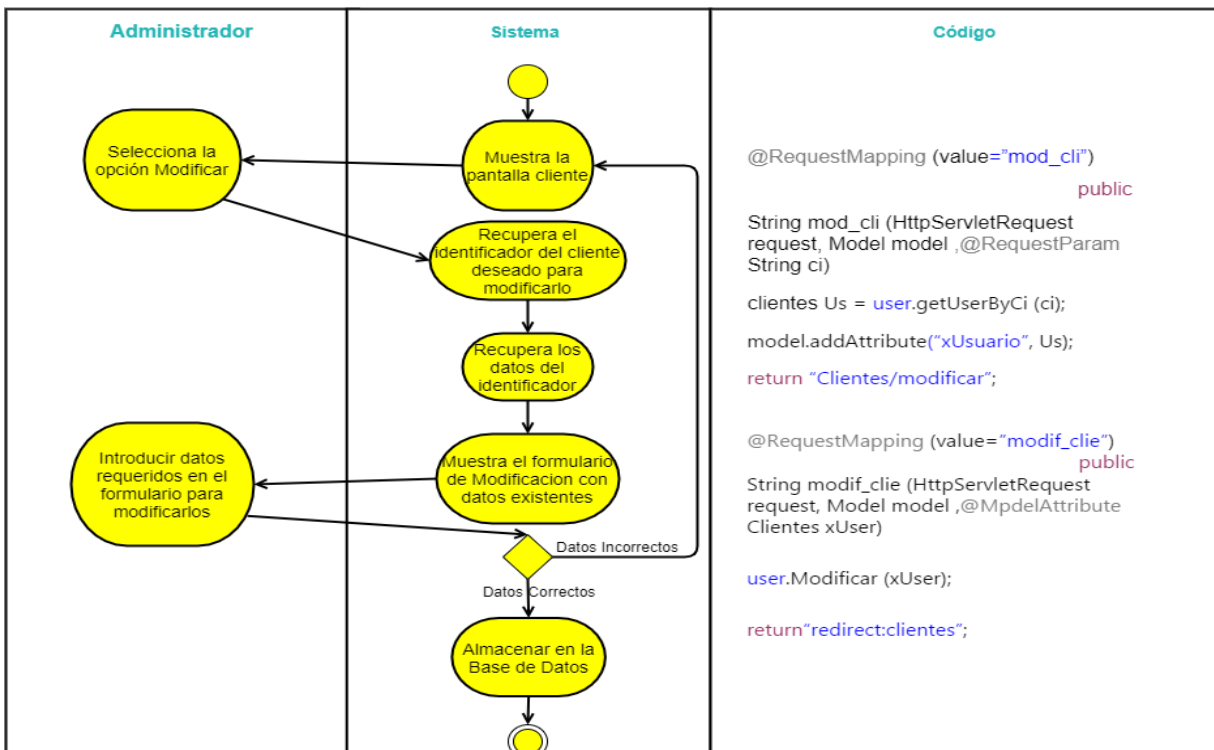 Administrador
Sistema
Código
Selecciona la
opción Modificar
Muestra la
pantalla cliente
Recupera el
identificador del cliente
deseado para
modificarlo
Recupera los
datos del
identificador
Introducir datos
requeridos en el
formulario para
modificarlos
Muestra el formulario
de Modificacion con
datos existentes
Datos Incorrectos
Datos Correctos
Almacenar en la
Base de Datos
@RequestMapping (value=”mod_cli”)
public
String mod_cli (HttpServletRequest
request, Model model ,@RequestParam
String ci)
clientes Us = user.getUserByCi (ci);
model.addAttribute(“xUsuario”, Us);
return “Clientes/modificar”;
@RequestMapping (value=“modif_clie”)
public
String modif_clie (HttpServletRequest
request, Model model ,@MpdelAttribute
Clientes xUser)
user.Modificar (xUser);
return“redirect:clientes”;